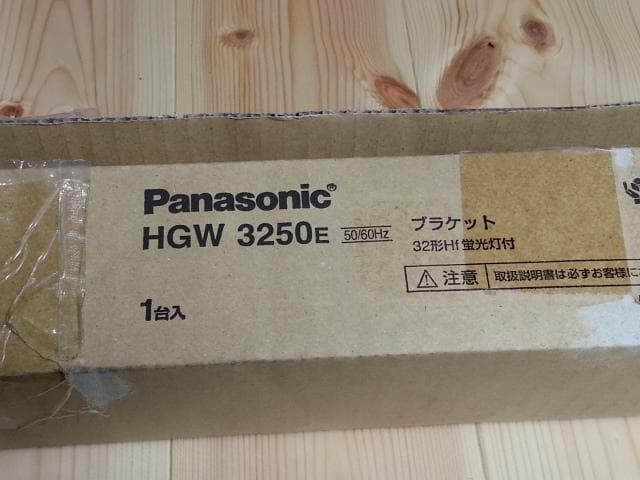 Panasonic®
HGW 3250E 50/60Hz
ブラケット
32形Hf蛍光灯付
注意 取扱説明書は必ずお客様に
1台入